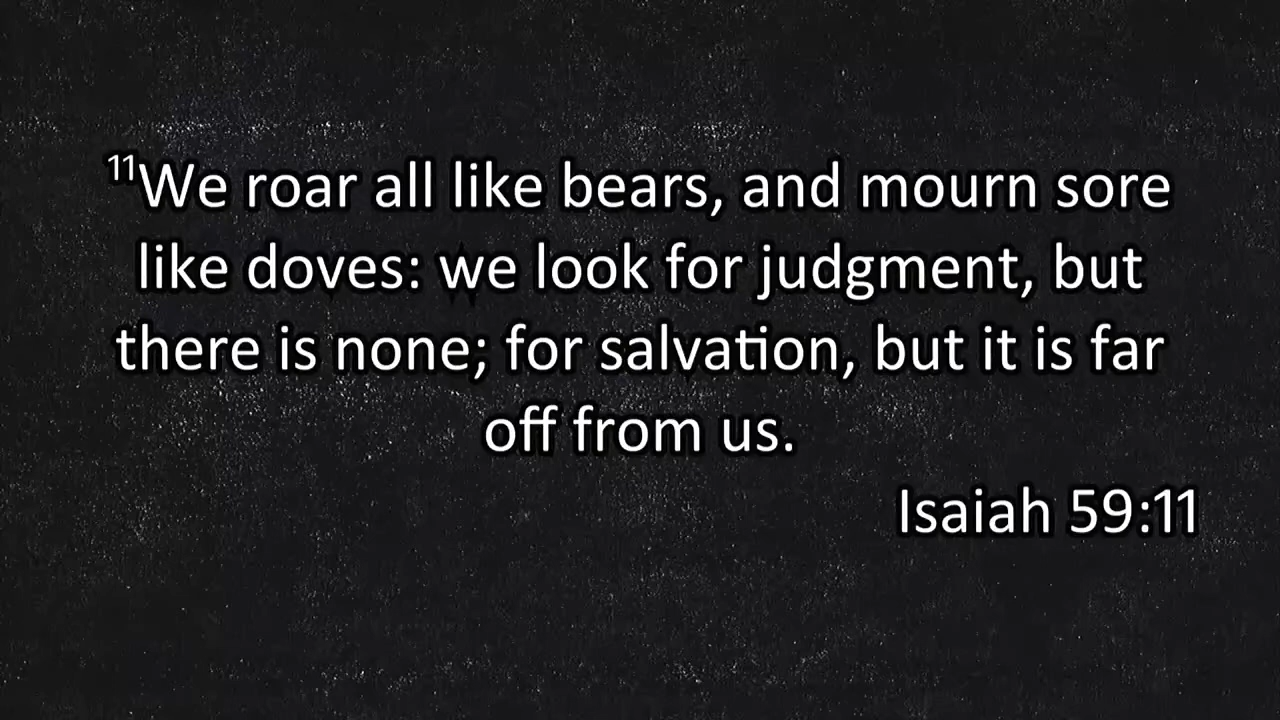 ¹¹We roar all like bears, and mourn sore
like doves: we look for judgment, but
there is none; for salvation, but it is far
off from us.
Isaiah 59:11